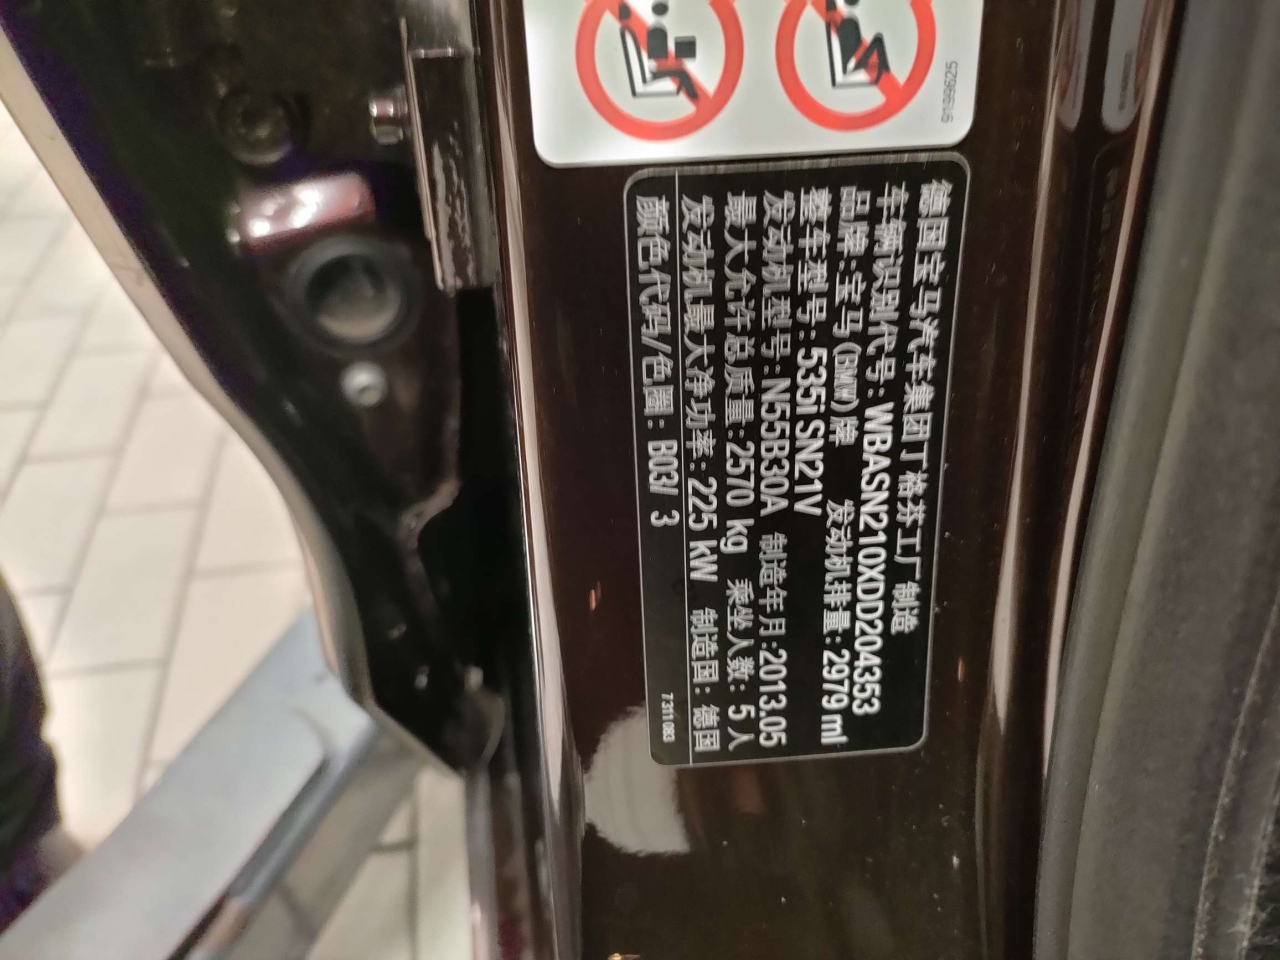 9199625
德国宝马汽车集团丁格芬工厂 制造
车辆识别代号: WBASN210XDD204353
品牌:宝马(BMW)牌 发动机排量: 2979 ml
整车型号: 535i SN21V
发动机型号: N55B30A 制造年月:2013.05
最大允许总质量:2570 kg 乘坐人数: 5人
发动机最大净功率: 225 kW 制造国: 德国
颜色代码/色圖: B03// 3
7311 083